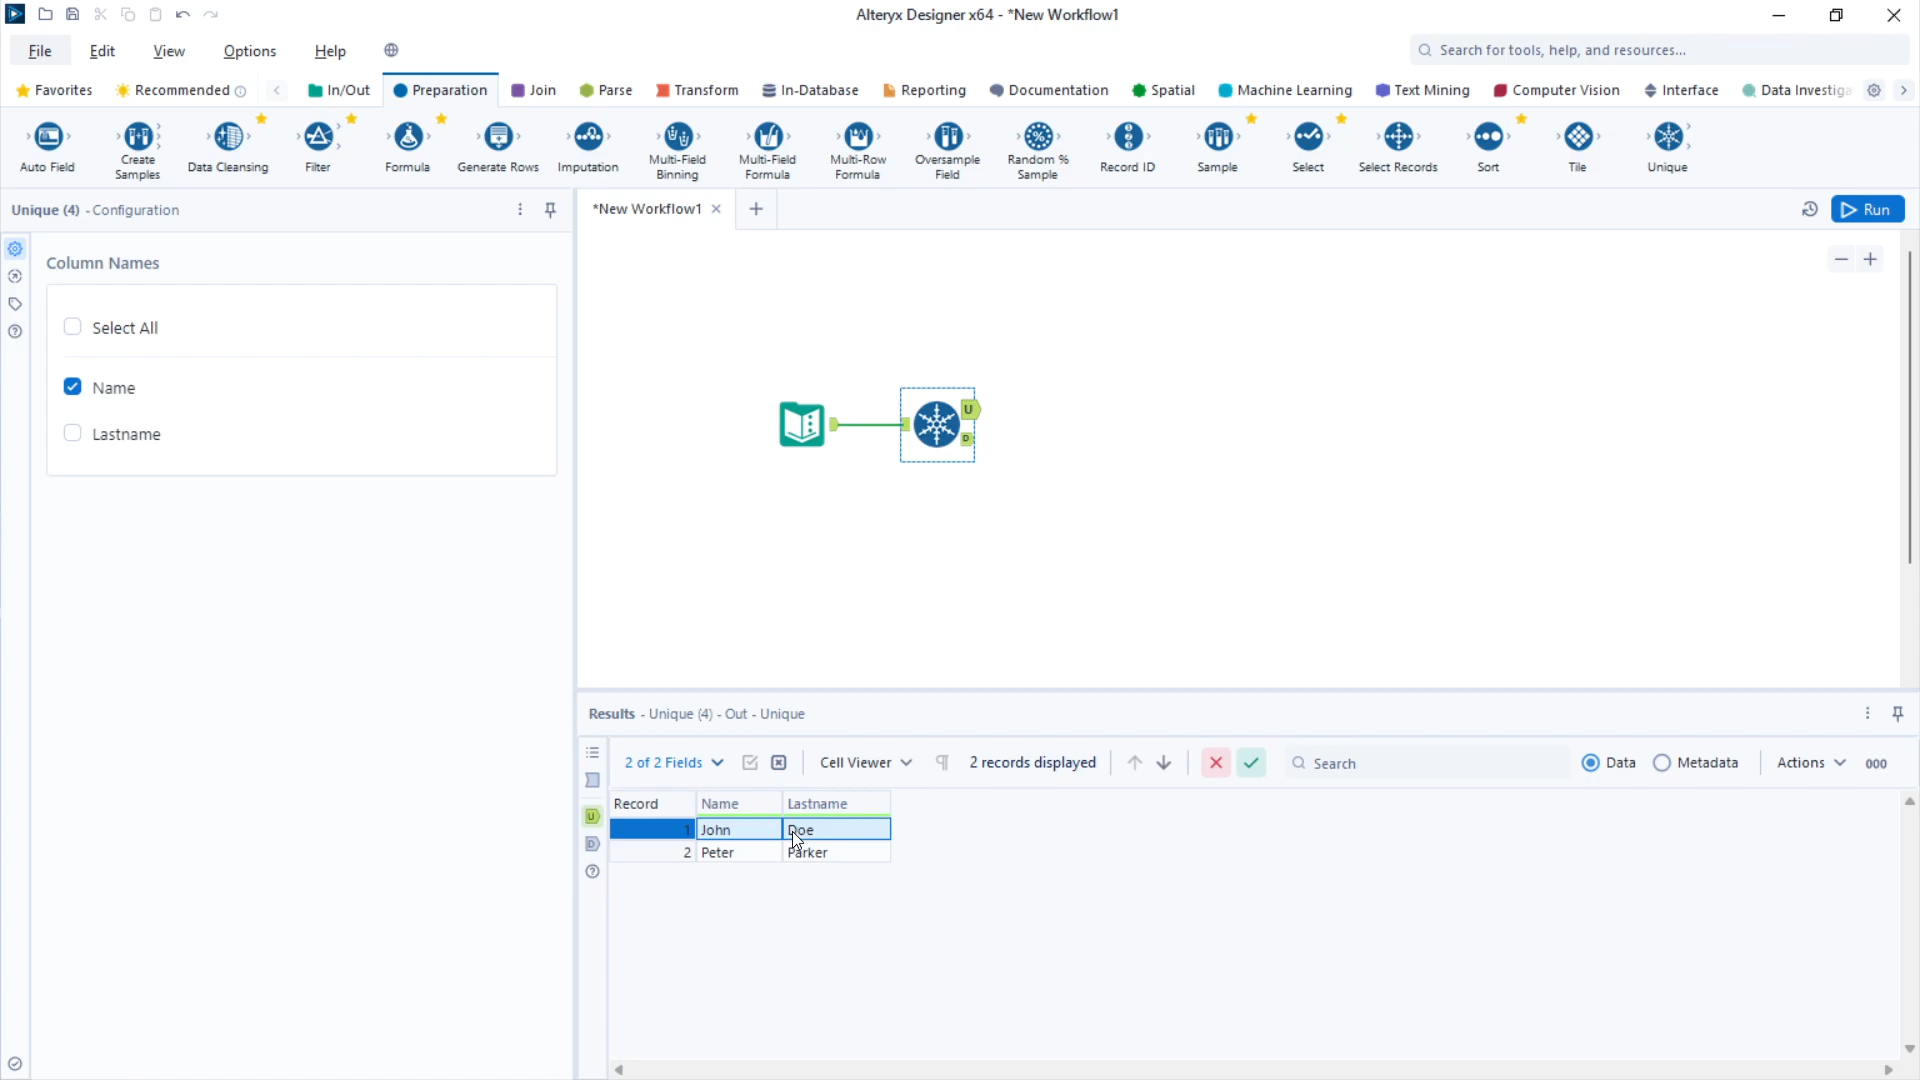 Alteryx Designer x64 - *New Workflow1
File Edit View Options Help Search for tools, help, and resources...
Favorites Recommended In/Out Preparation Join Parse Transform In-Database Reporting Documentation Spatial Machine Learning Text Mining Computer Vision Interface Data Investiga
Auto Field
Create
Samples
Data Cleansing
Filter
Formula
Generate Rows
Imputation
Multi-Field
Binning
Multi-Field
Formula
Multi-Row
Formula
Oversample
Field
Random %
Sample
Record ID
Sample
Select
Select Records
Sort
Tile
Unique
Unique (4) - Configuration
*New Workflow1
Run
Column Names
Select All
Name
Lastname
U
D
Results - Unique (4) - Out - Unique
2 of 2 Fields Cell Viewer 2 records displayed Search Data Metadata Actions 000
Record Name Lastname
1 John Doe
2 Peter Parker
U
D